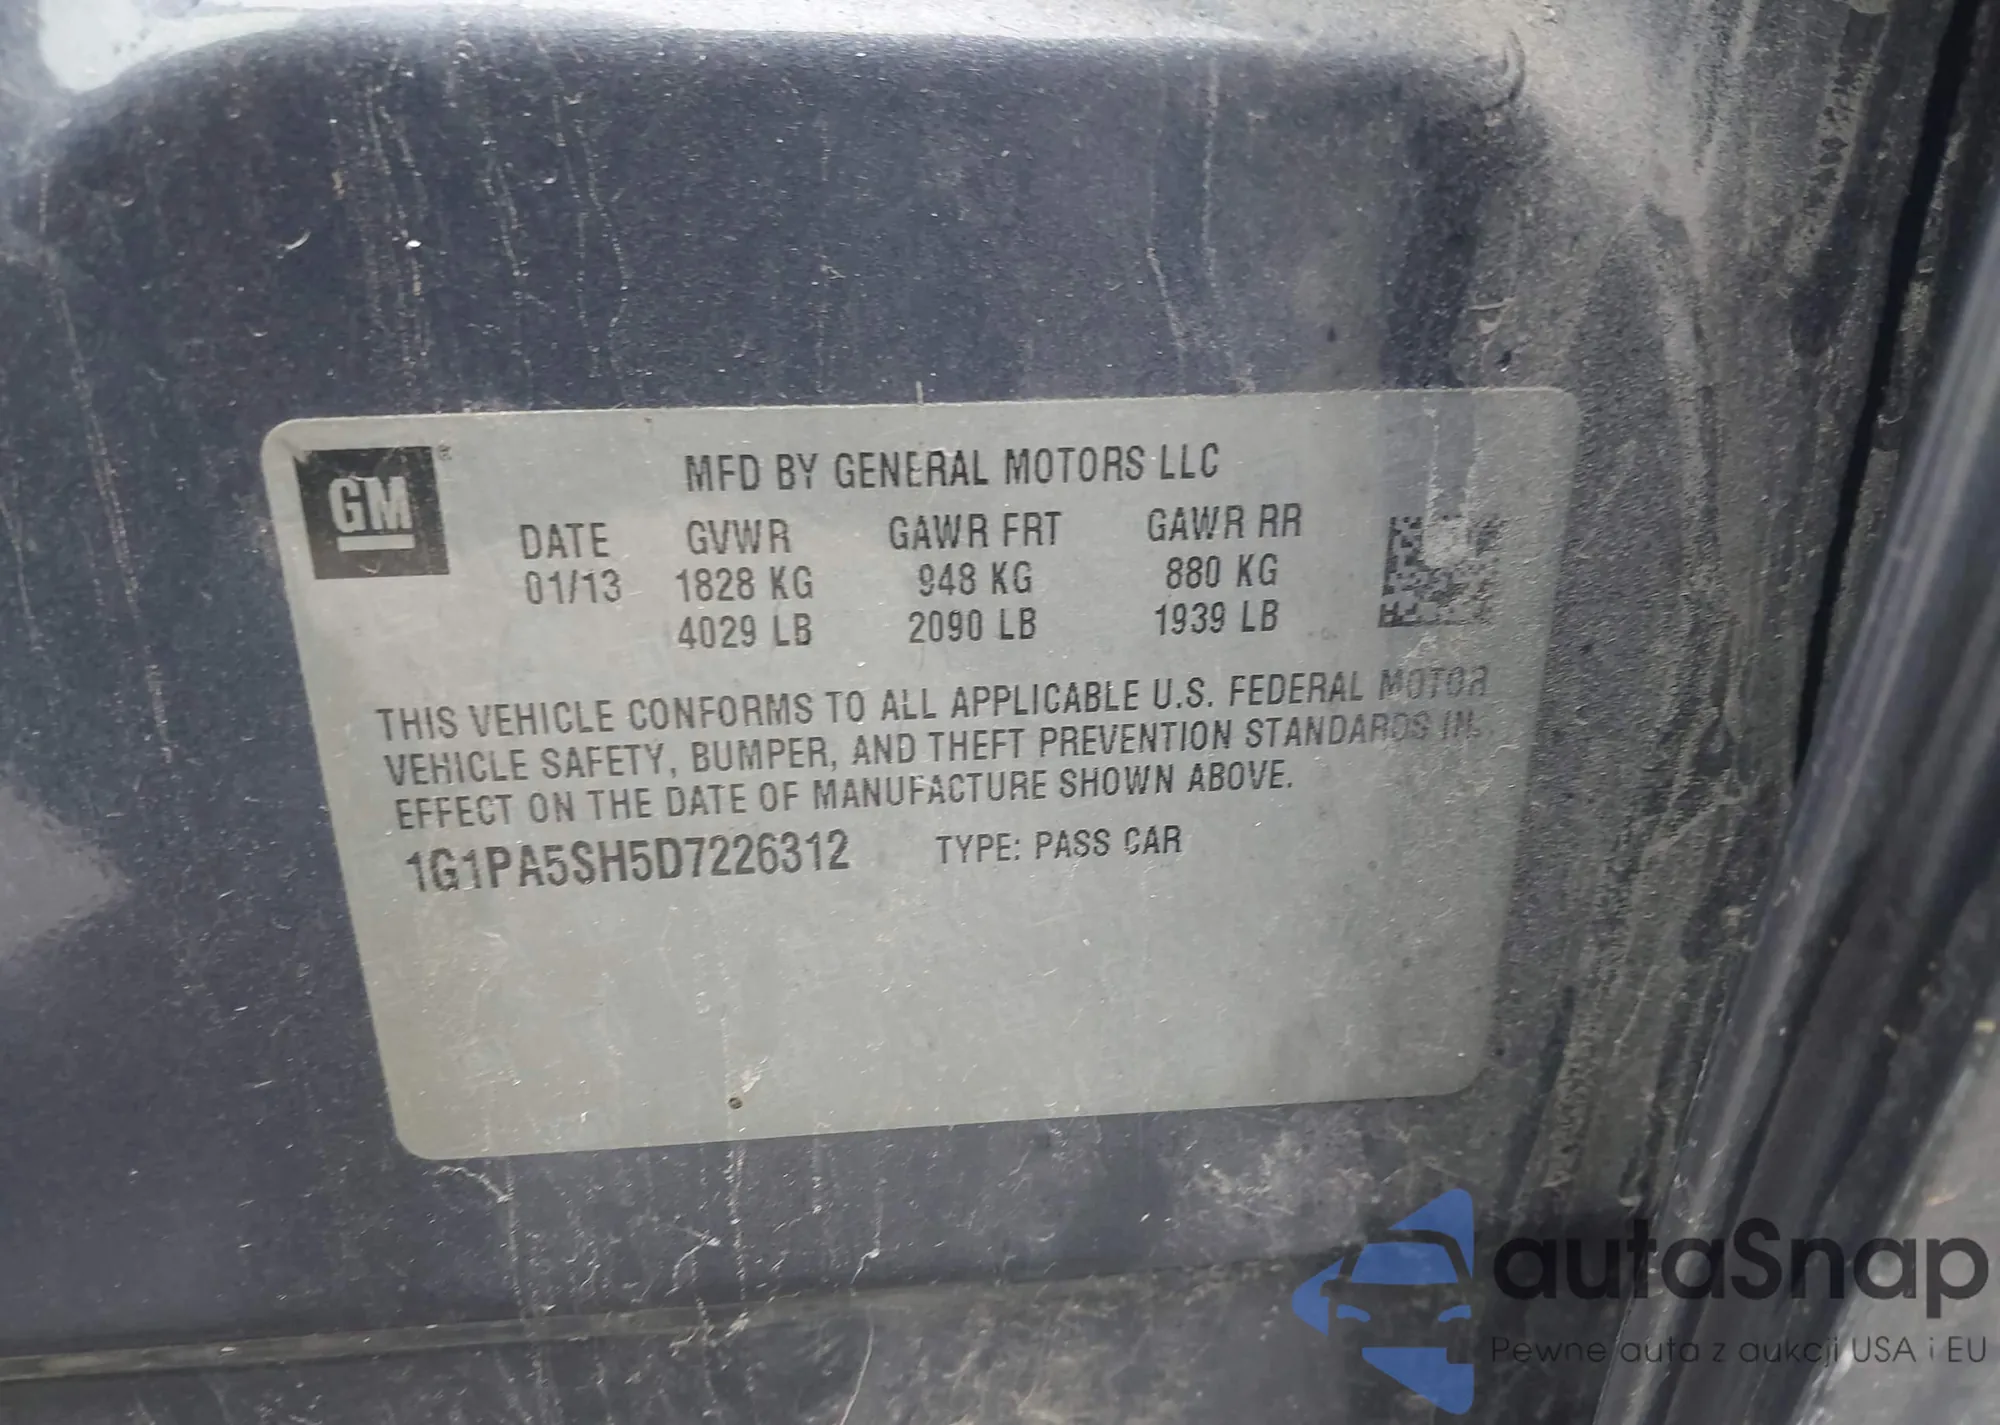 GM ®
MFD BY GENERAL MOTORS LLC
DATE GVWR GAWR FRT GAWR RR
01/13 1828 KG 948 KG 880 KG
4029 LB 2090 LB 1939 LB
THIS VEHICLE CONFORMS TO ALL APPLICABLE U.S. FEDERAL MOTOR
VEHICLE SAFETY, BUMPER, AND THEFT PREVENTION STANDARDS IN
EFFECT ON THE DATE OF MANUFACTURE SHOWN ABOVE.
1G1PA5SH5D7226312 TYPE: PASS CAR
autaSnap
Pewne auta z aukcji USA i EU